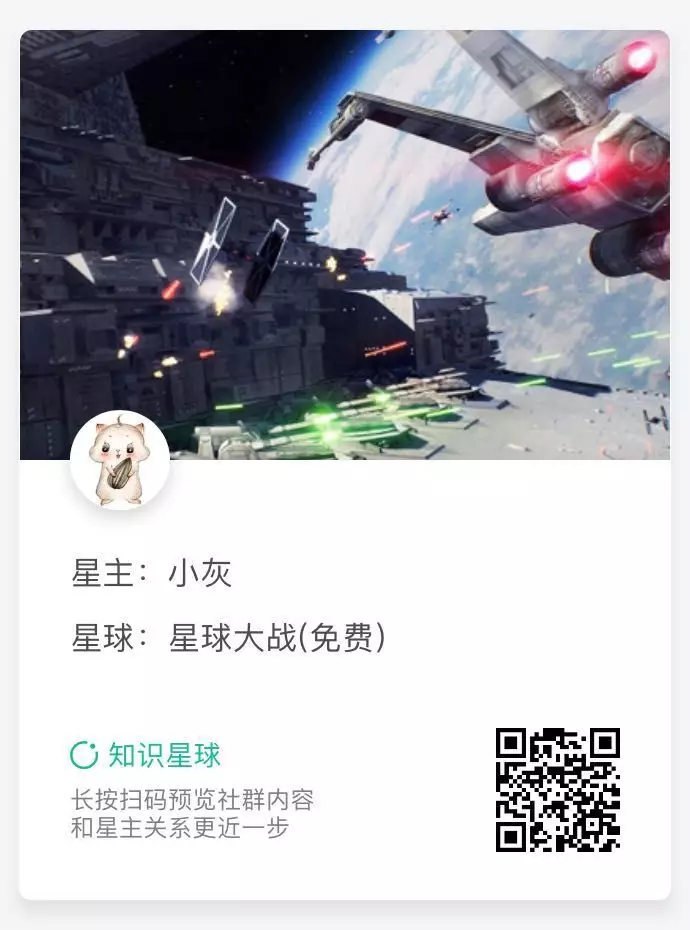 星主：小灰
星球：星球大战(免费)
知识星球
长按扫码预览社群内容
和星主关系更近一步